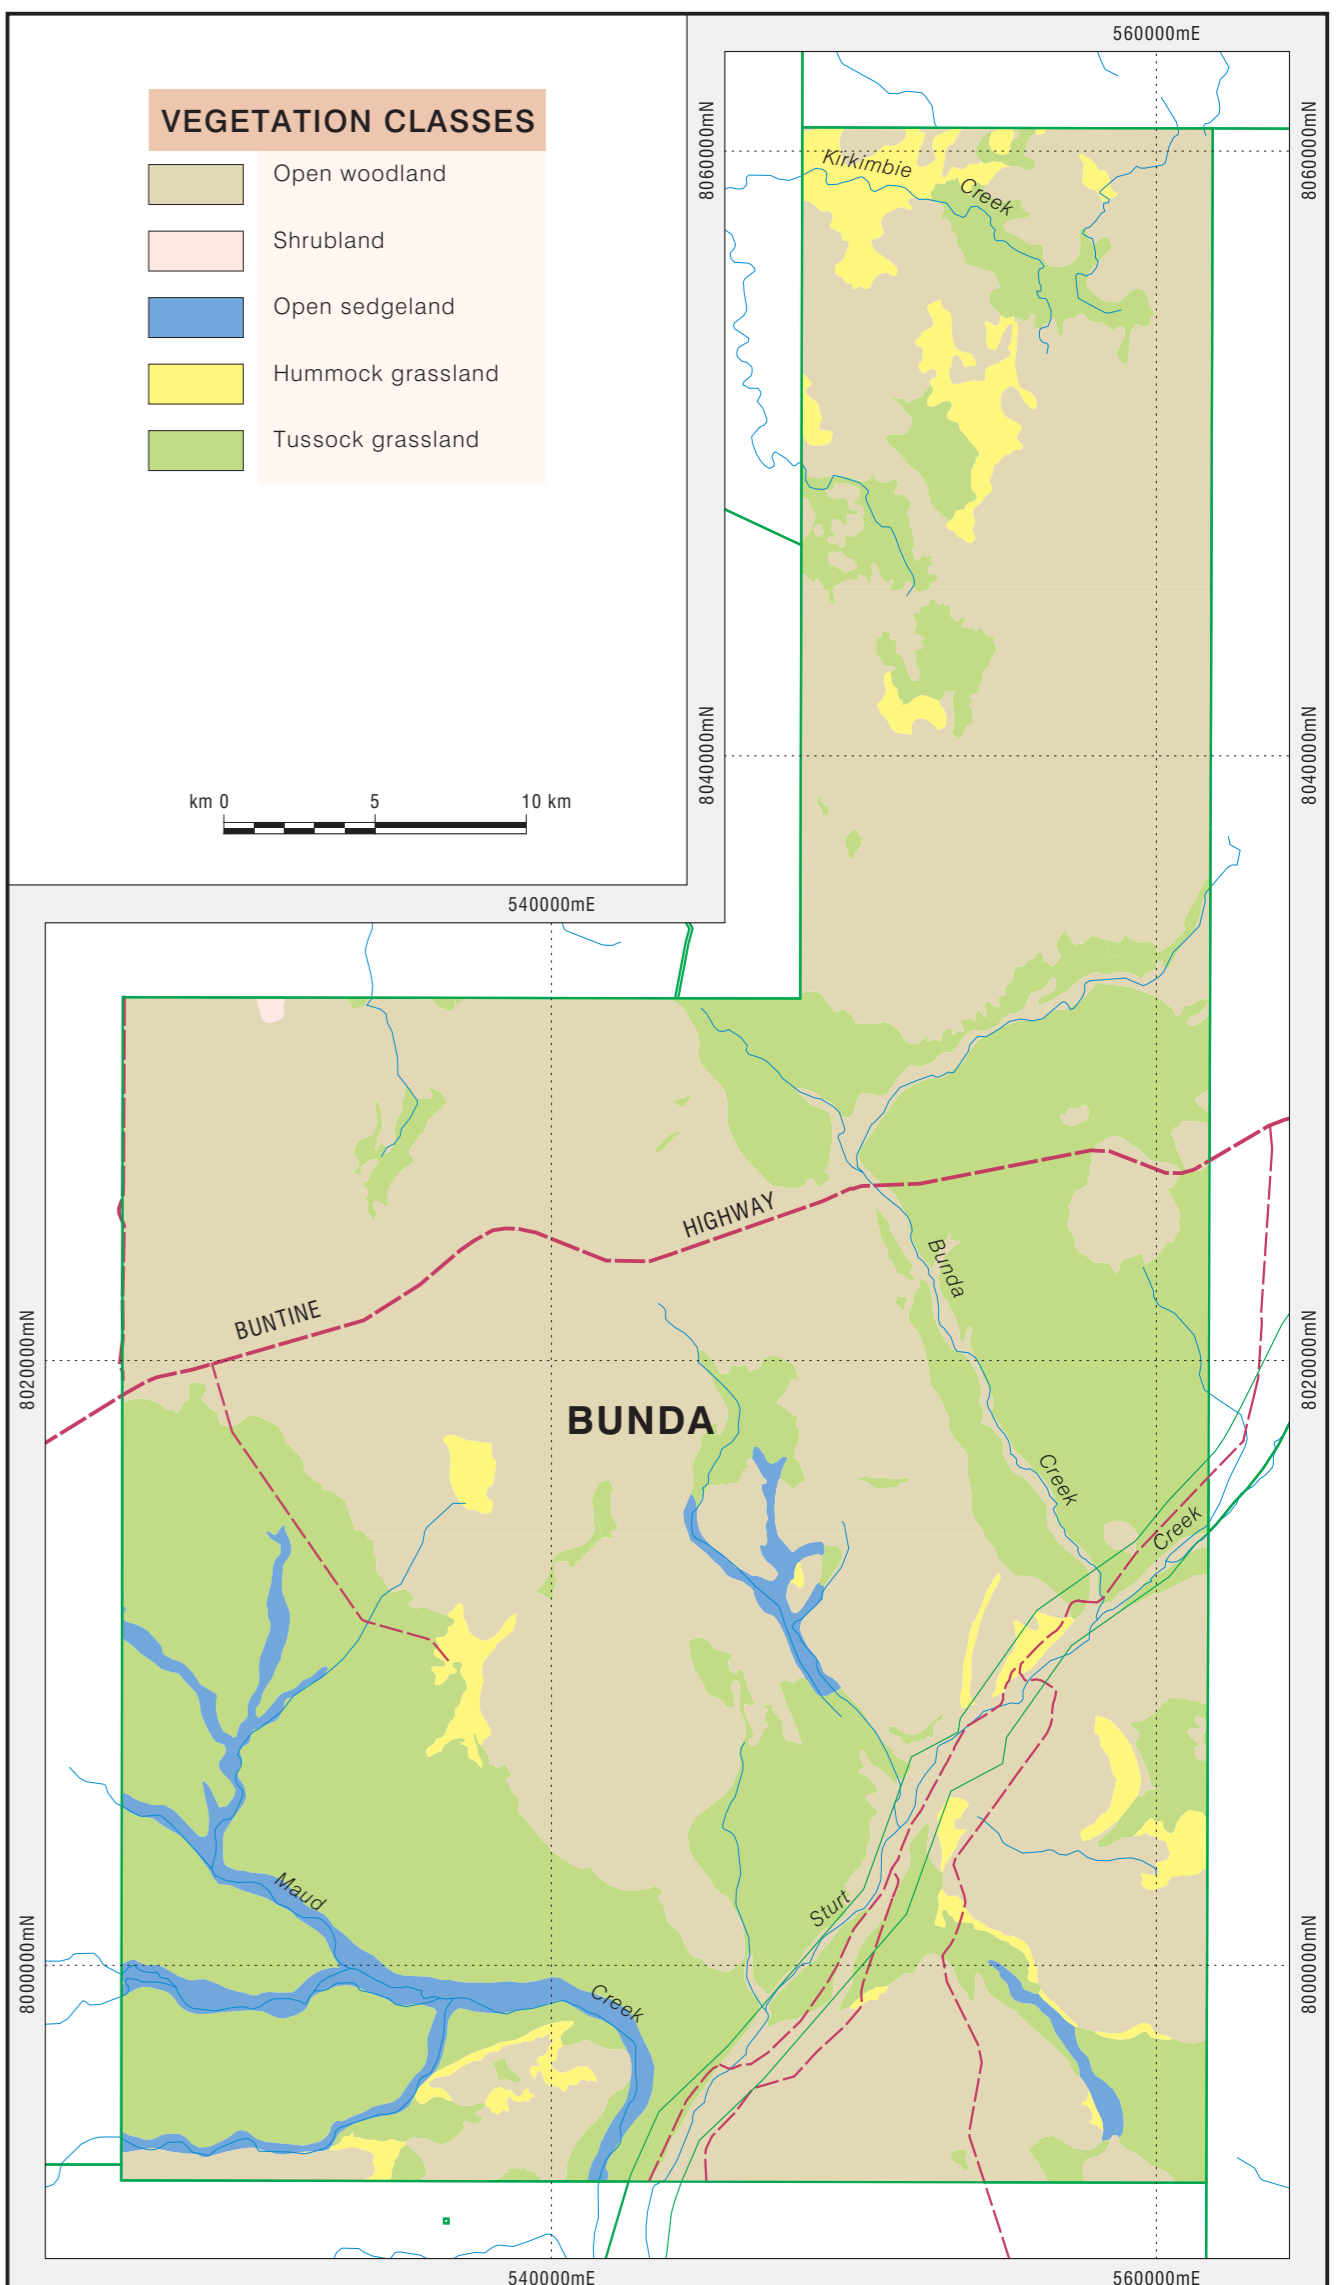 560000mE
VEGETATION CLASSES
Open woodland
Shrubland
Open sedgeland
Hummock grassland
Tussock grassland
8060000mN
8060000mN
Kirkimbie
Creek
8040000mN
8040000mN
km 0 5 10 km
540000mE
HIGHWAY
BUNTINE
Bunda
Creek
8020000mN
8020000mN
BUNDA
Creek
Maud
Creek
Sturt
8000000mN
8000000mN
540000mE
560000mE